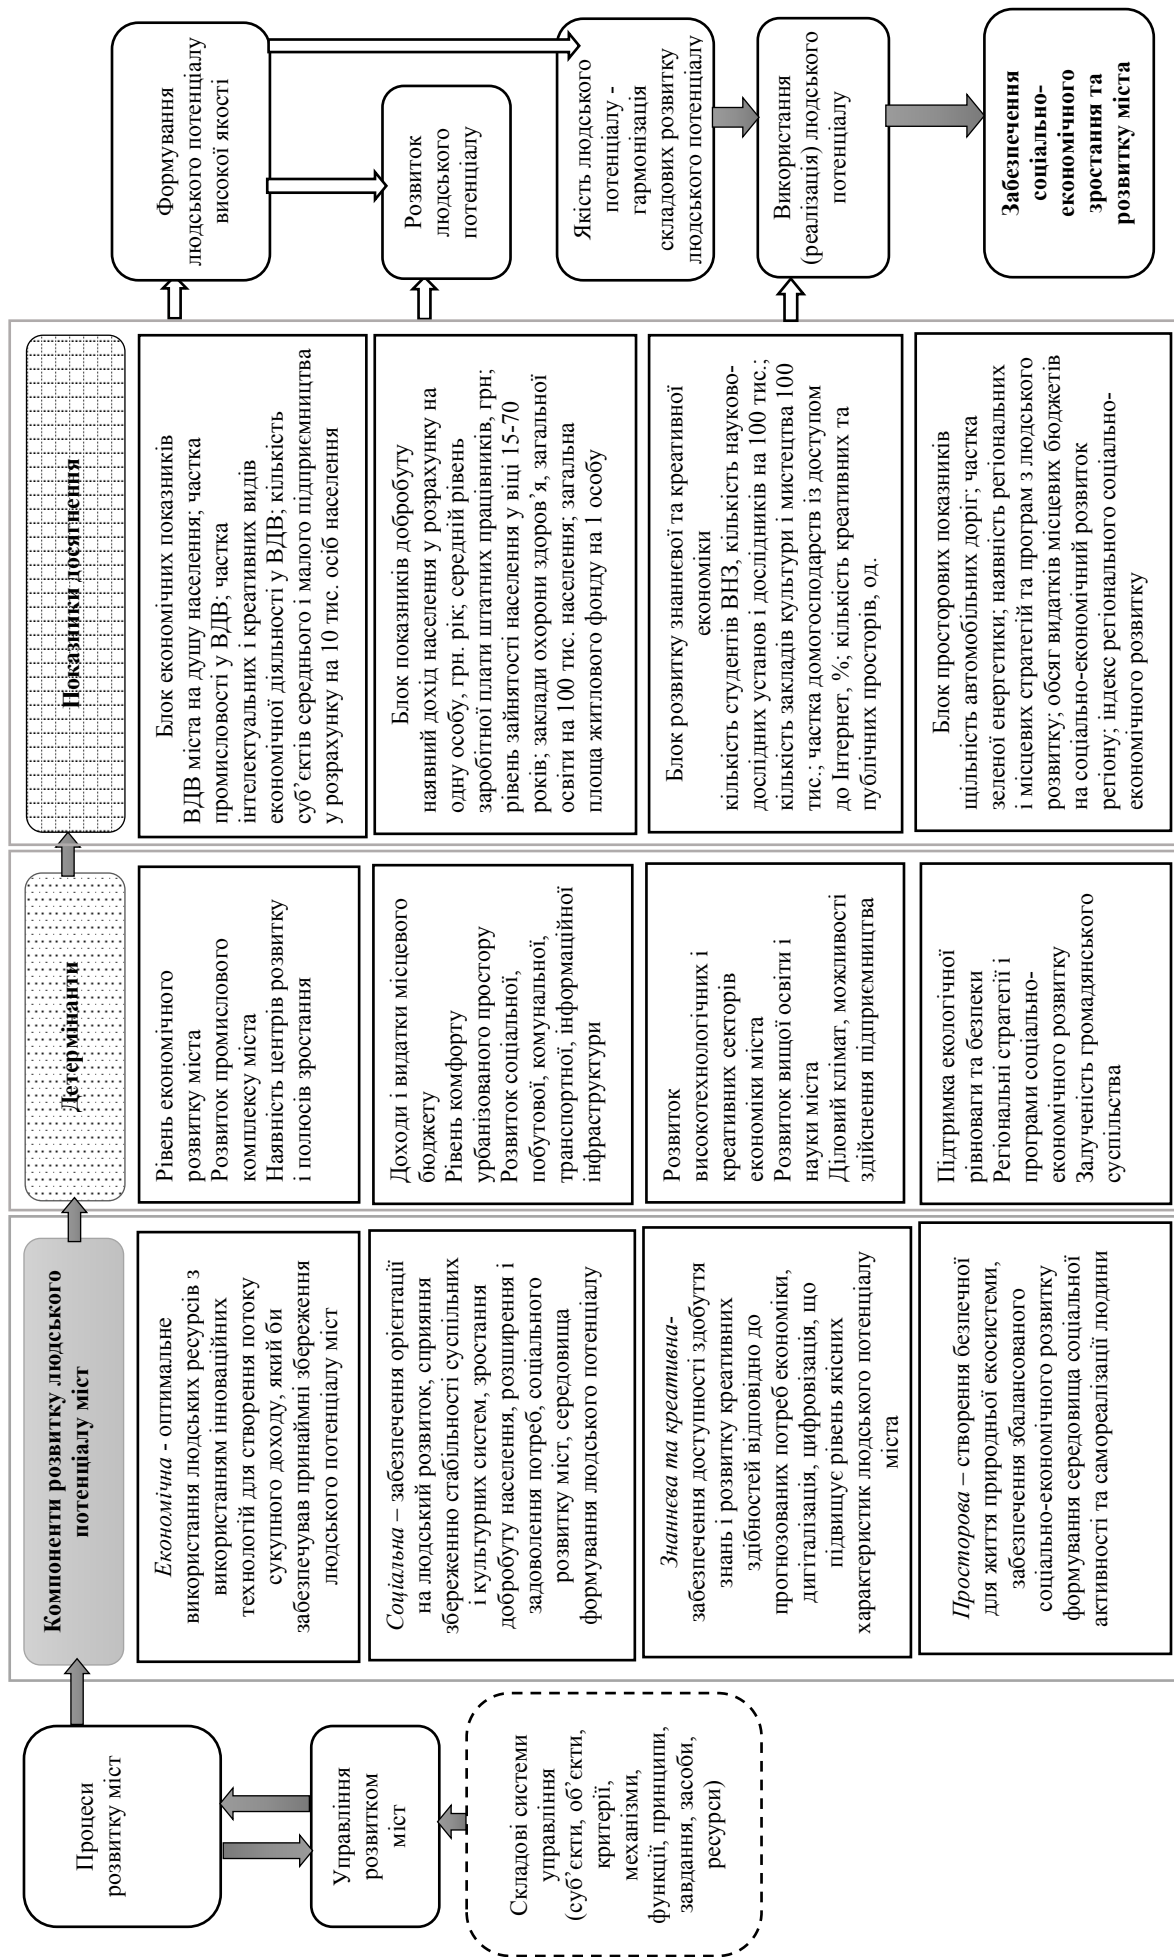 Процеси
розвитку міст
Управління
розвитком
міст
Складові системи
управління
(суб’єкти, об’єкти,
критерії,
механізми,
функції, принципи,
завдання, засоби,
ресурси)
Компоненти розвитку людського
потенціалу міст
Економічна - оптимальне
використання людських ресурсів з
використанням інноваційних
технологій для створення потоку
сукупного доходу, який би
забезпечував принаймні збереження
людського потенціалу міст
Соціальна – забезпечення орієнтації
на людський розвиток, сприяння
збереженню стабільності суспільних
і культурних систем, зростання
добробуту населення, розширення і
задоволення потреб, соціального
розвитку міст, середовища
формування людського потенціалу
Знаннєва та креативна-
забезпечення доступності здобуття
знань і розвитку креативних
здібностей відповідно до
прогнозованих потреб економіки,
дигіталізація, цифровізація, що
підвищує рівень якісних
характеристик людського потенціалу
міста
Просторова – створення безпечної
для життя природньої екосистеми,
забезпечення збалансованого
соціально-економічного розвитку
формування середовища соціальної
активності та самореалізації людини
Детермінанти
Рівень економічного
розвитку міста
Розвиток промислового
комплексу міста
Наявність центрів розвитку
і полюсів зростання
Доходи і видатки місцевого
бюджету
Рівень комфорту
урбанізованого простору
Розвиток соціальної,
побутової, комунальної,
транспортної, інформаційної
інфраструктури
Розвиток
високотехнологічних і
креативних секторів
економіки міста
Розвиток вищої освіти і
науки міста
Діловий клімат, можливості
здійснення підприємництва
Підтримка екологічної
рівноваги та безпеки
Регіональні стратегії і
програми соціально-
економічного розвитку
Залученість громадянського
суспільства
Показники досягнення
Блок економічних показників
ВДВ міста на душу населення; частка
промисловості у ВДВ; частка
інтелектуальних і креативних видів
економічної діяльності у ВДВ; кількість
суб’єктів середнього і малого підприємництва
у розрахунку на 10 тис. осіб населення
Блок показників добробуту
наявний дохід населення у розрахунку на
одну особу, грн. рік; середній рівень
заробітної плати штатних працівників, грн;
рівень зайнятості населення у віці 15-70
років; заклади охорони здоров’я, загальної
освіти на 100 тис. населення; загальна
площа житлового фонду на 1 особу
Блок розвитку знаннєвої та креативної
економіки
кількість студентів ВНЗ, кількість науково-
дослідних установ і дослідників на 100 тис.;
кількість закладів культури і мистецтва 100
тис.; частка домогосподарств із доступом
до Інтернет, %; кількість креативних та
публічних просторів, од.
Блок просторових показників
щільність автомобільних доріг; частка
зеленої енергетики; наявність регіональних
і місцевих стратегій та програм з людського
розвитку; обсяг видатків місцевих бюджетів
на соціально-економічний розвиток
регіону; індекс регіонального соціально-
економічного розвитку
Формування
людського потенціалу
високої якості
Розвиток
людського
потенціалу
Якість людського
потенціалу -
гармонізація
складових розвитку
людського потенціалу
Використання
(реалізація) людського
потенціалу
Забезпечення
соціально-
економічного
зростання та
розвитку міста